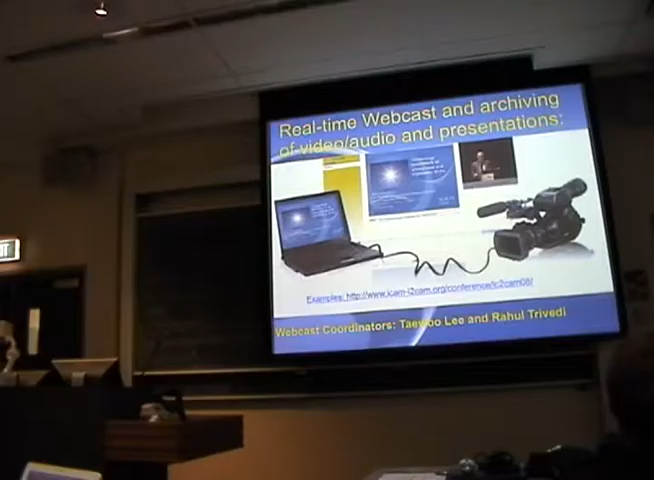 Real-time Webcast and archiving
of video/audio and presentations:
Examples: http://www.icam-i2cam.org/conference/ic2cam08/
Webcast Coordinators: Taewoo Lee and Rahul Trivedi